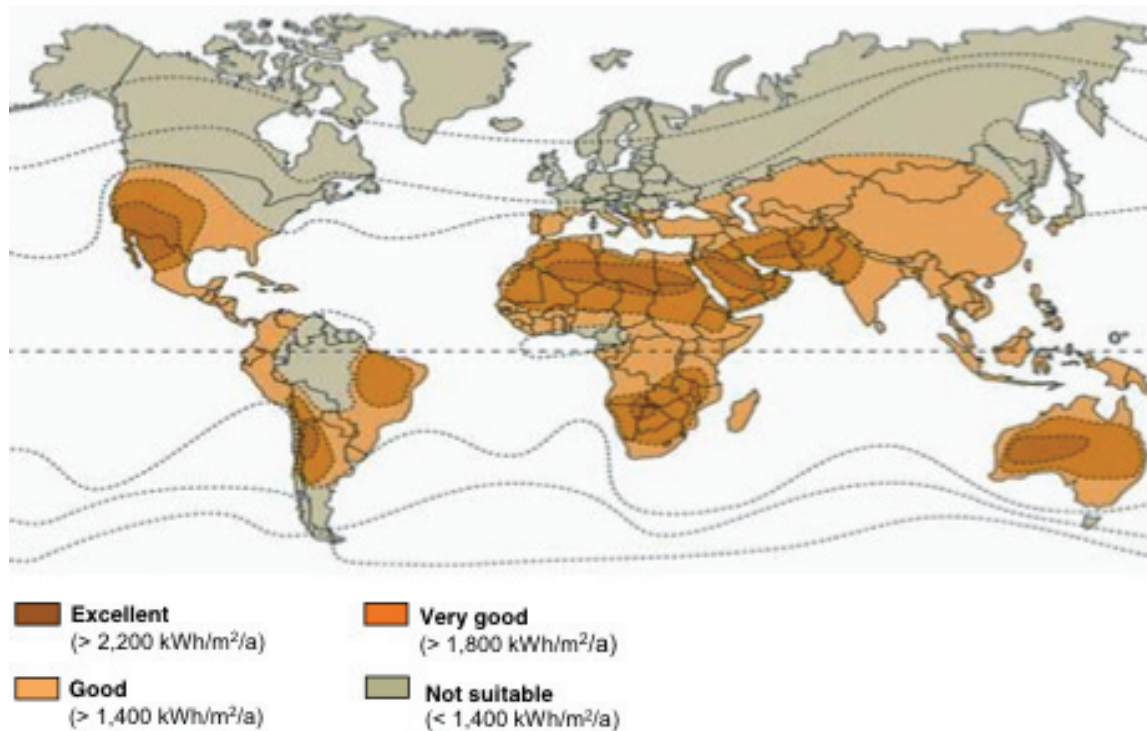 0°
Excellent
(> 2,200 kWh/m²/a)
Very good
(> 1,800 kWh/m²/a)
Good
(> 1,400 kWh/m²/a)
Not suitable
(< 1,400 kWh/m²/a)